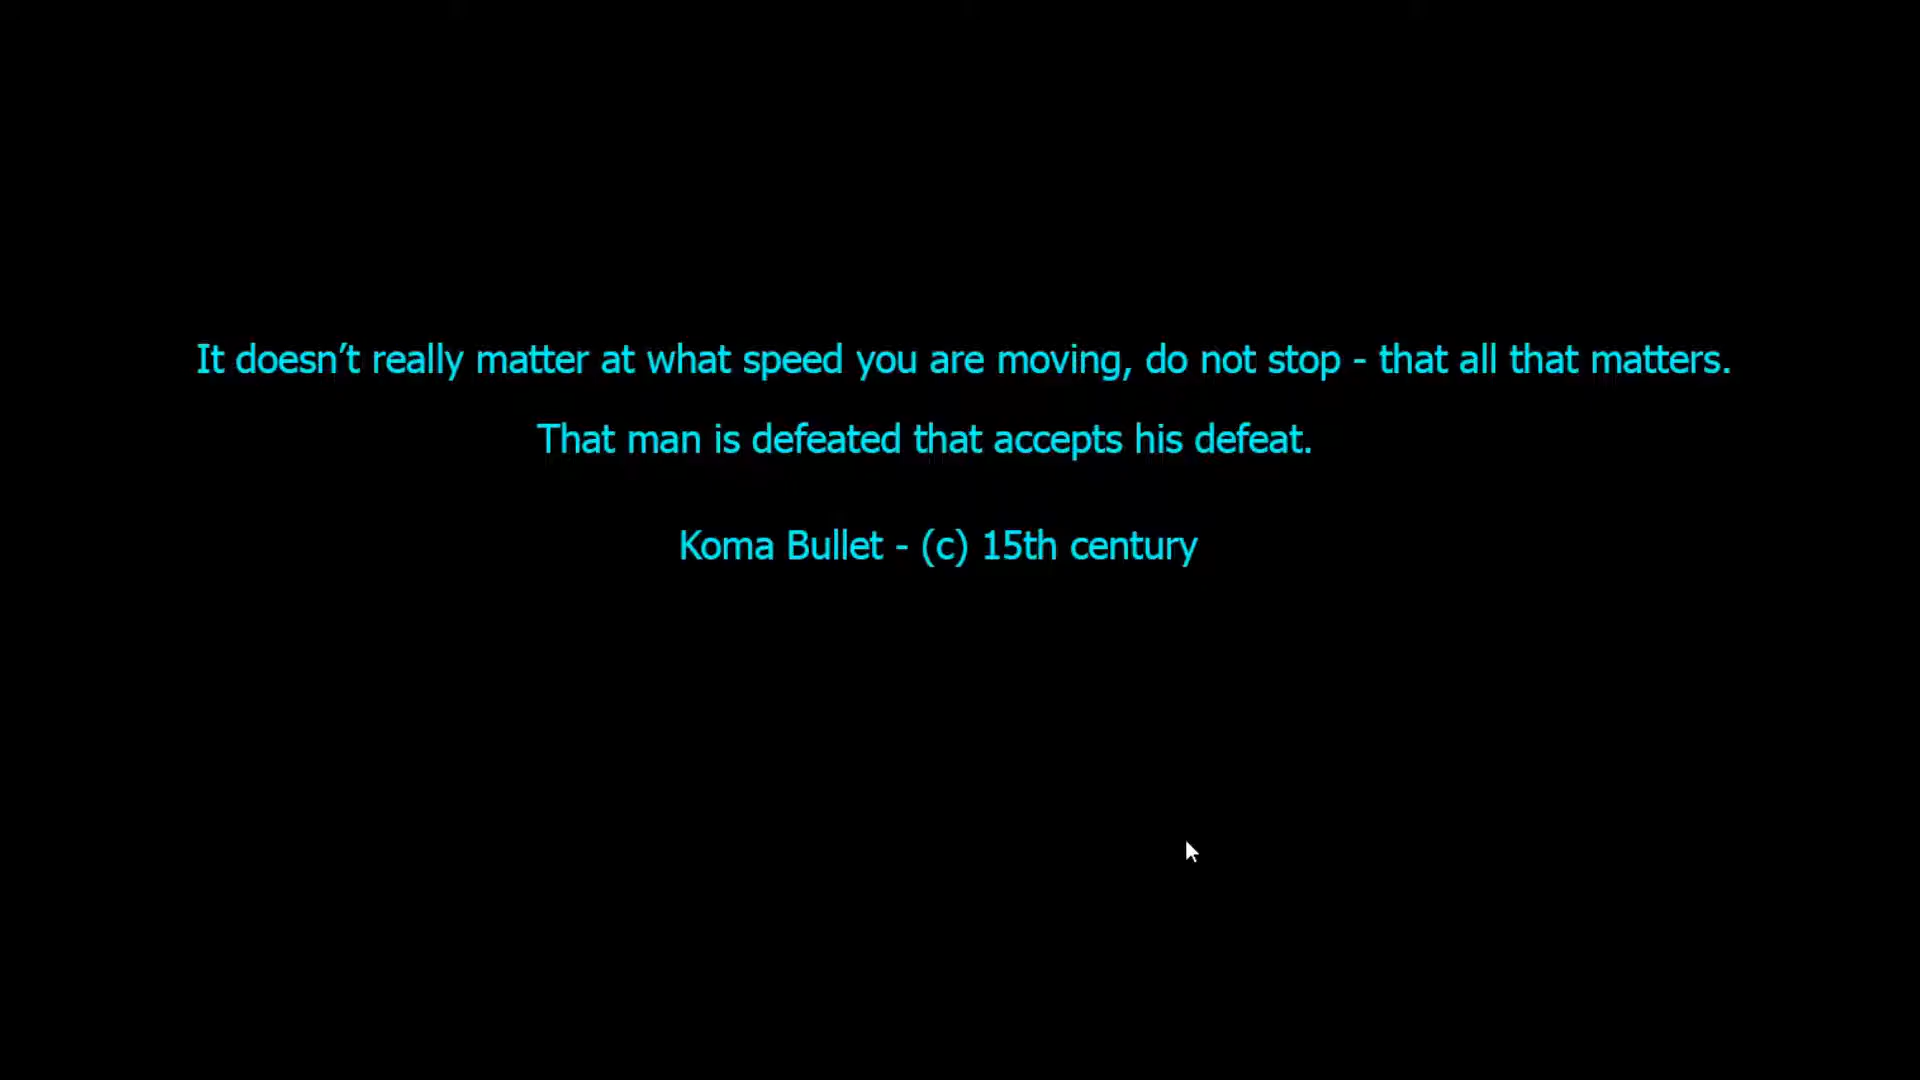 It doesn’t really matter at what speed you are moving, do not stop - that all that matters.
That man is defeated that accepts his defeat.
Koma Bullet - (c) 15th century